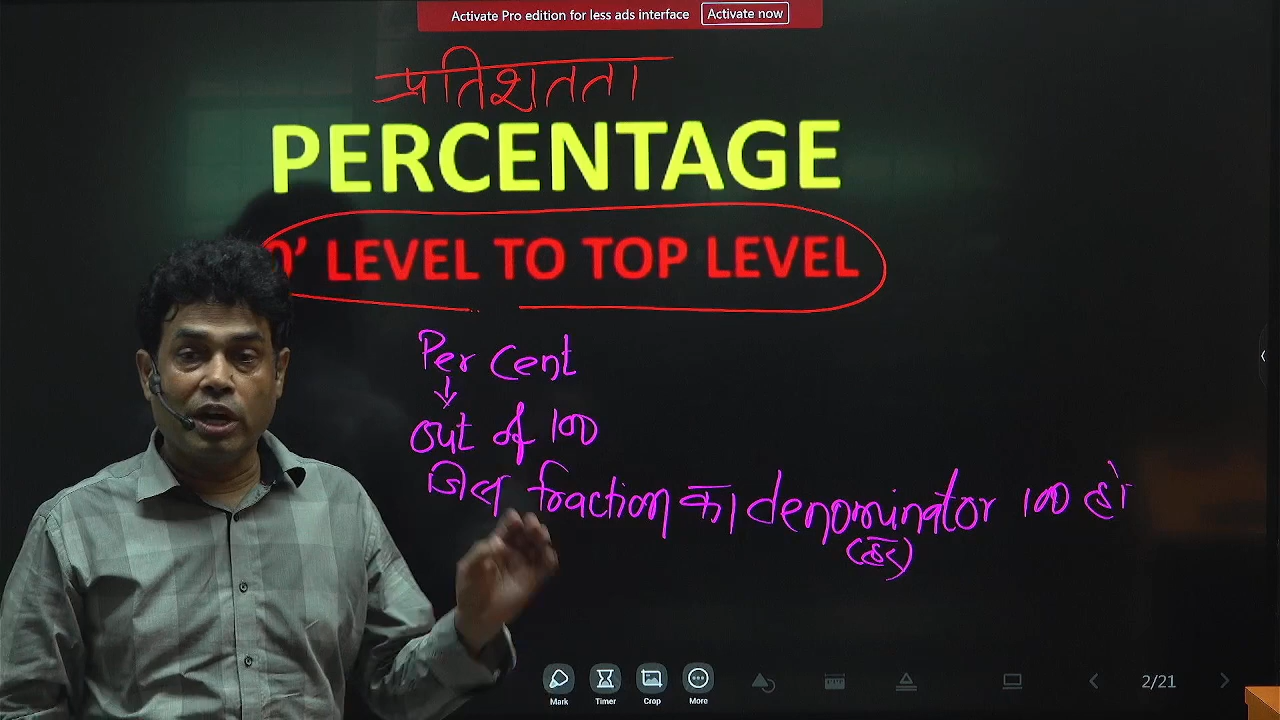 Activate Pro edition for less ads interface Activate now
प्रतिशतता
PERCENTAGE
0' LEVEL TO TOP LEVEL
Per Cent
out of 100
जिस fraction का denominator 100 हो
(हर)
Mark Timer Crop More
2/21